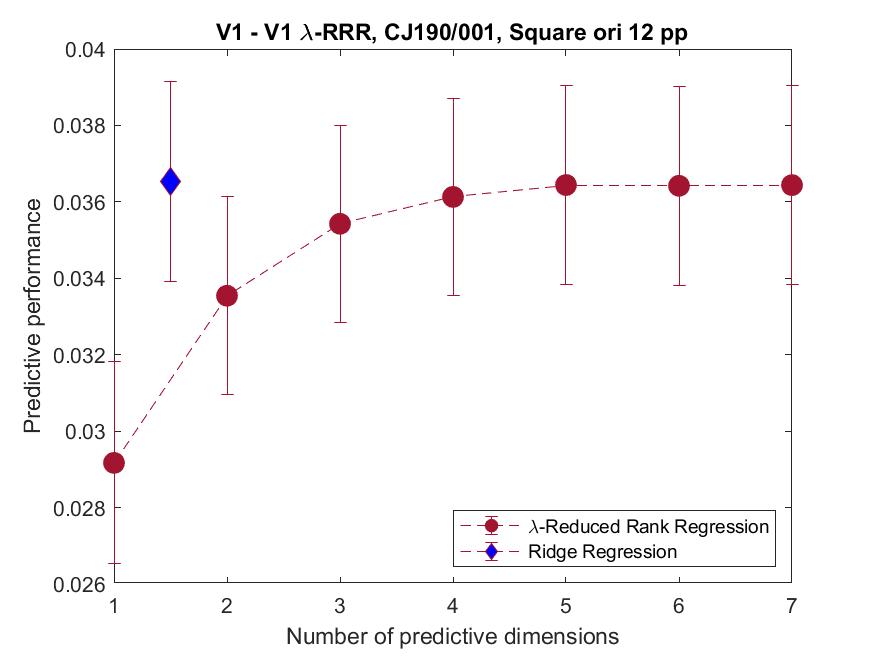 V1 - V1 λ-RRR, CJ190/001, Square ori 12 pp
0.04
0.038
0.036
0.034
0.032
0.03
0.028
0.026
Predictive performance
1 2 3 4 5 6 7
Number of predictive dimensions
λ-Reduced Rank Regression
Ridge Regression